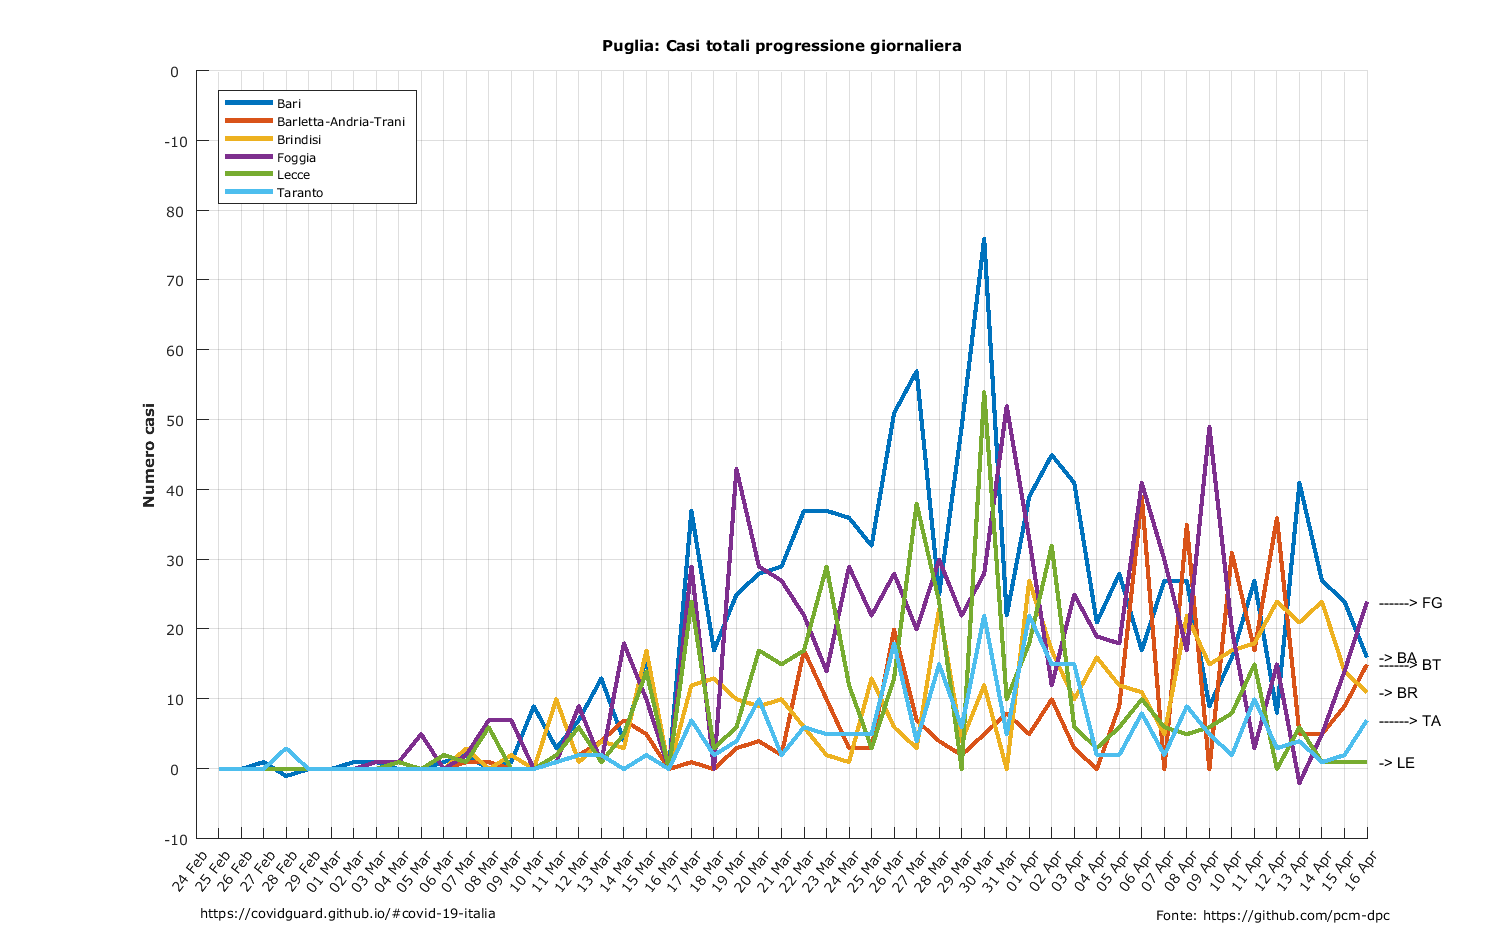 Puglia: Casi totali progressione giornaliera
0
-10
80
70
60
50
40
30
20
10
0
-10
Numero casi
Bari
Barletta-Andria-Trani
Brindisi
Foggia
Lecce
Taranto
------> FG
-> BA
------> BT
-> BR
------> TA
-> LE
24 Feb
25 Feb
26 Feb
27 Feb
28 Feb
29 Feb
01 Mar
02 Mar
03 Mar
04 Mar
05 Mar
06 Mar
07 Mar
08 Mar
09 Mar
10 Mar
11 Mar
12 Mar
13 Mar
14 Mar
15 Mar
16 Mar
17 Mar
18 Mar
19 Mar
20 Mar
21 Mar
22 Mar
23 Mar
24 Mar
25 Mar
26 Mar
27 Mar
28 Mar
29 Mar
30 Mar
31 Mar
01 Apr
02 Apr
03 Apr
04 Apr
05 Apr
06 Apr
07 Apr
08 Apr
09 Apr
10 Apr
11 Apr
12 Apr
13 Apr
14 Apr
15 Apr
16 Apr
https://covidguard.github.io/#covid-19-italia
Fonte: https://github.com/pcm-dpc